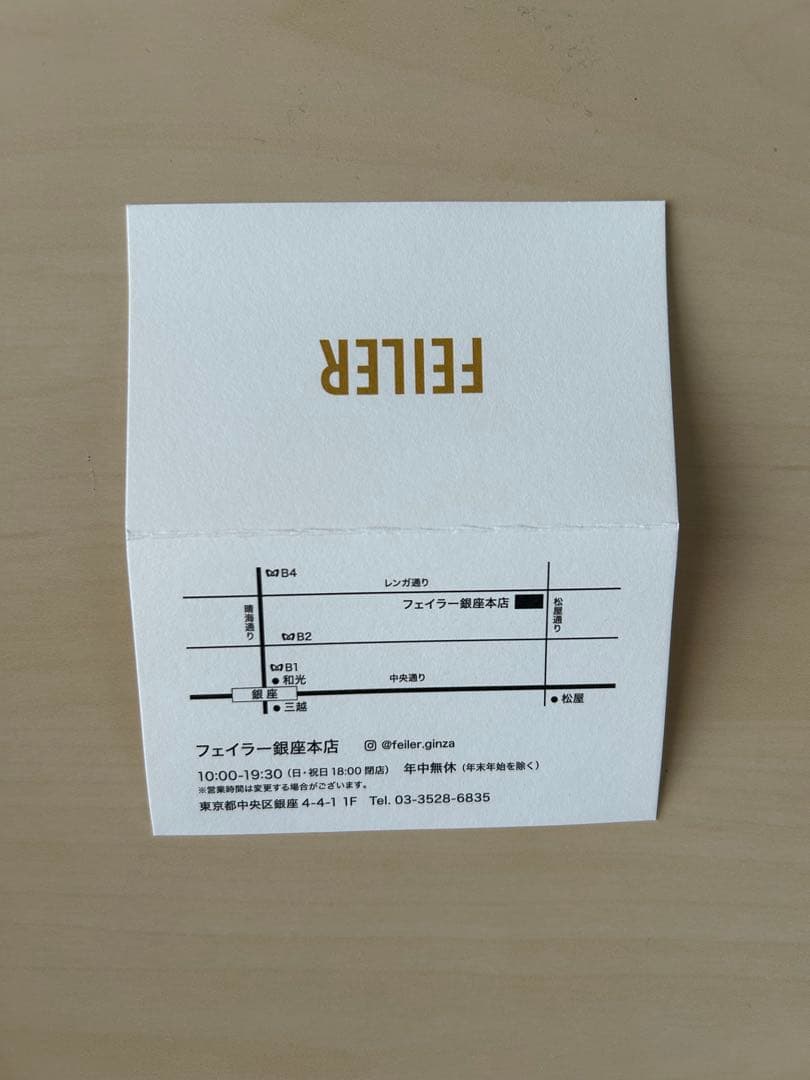 FEILER
B4
レンガ通り
フェイラー銀座本店
晴海通り
松屋通り
B2
B1
和光
中央通り
銀座
三越
松屋
フェイラー銀座本店 @feiler.ginza
10:00-19:30（日・祝日18:00閉店） 年中無休（年末年始を除く）
※営業時間は変更する場合がございます。
東京都中央区銀座4-4-1 1F Tel. 03-3528-6835